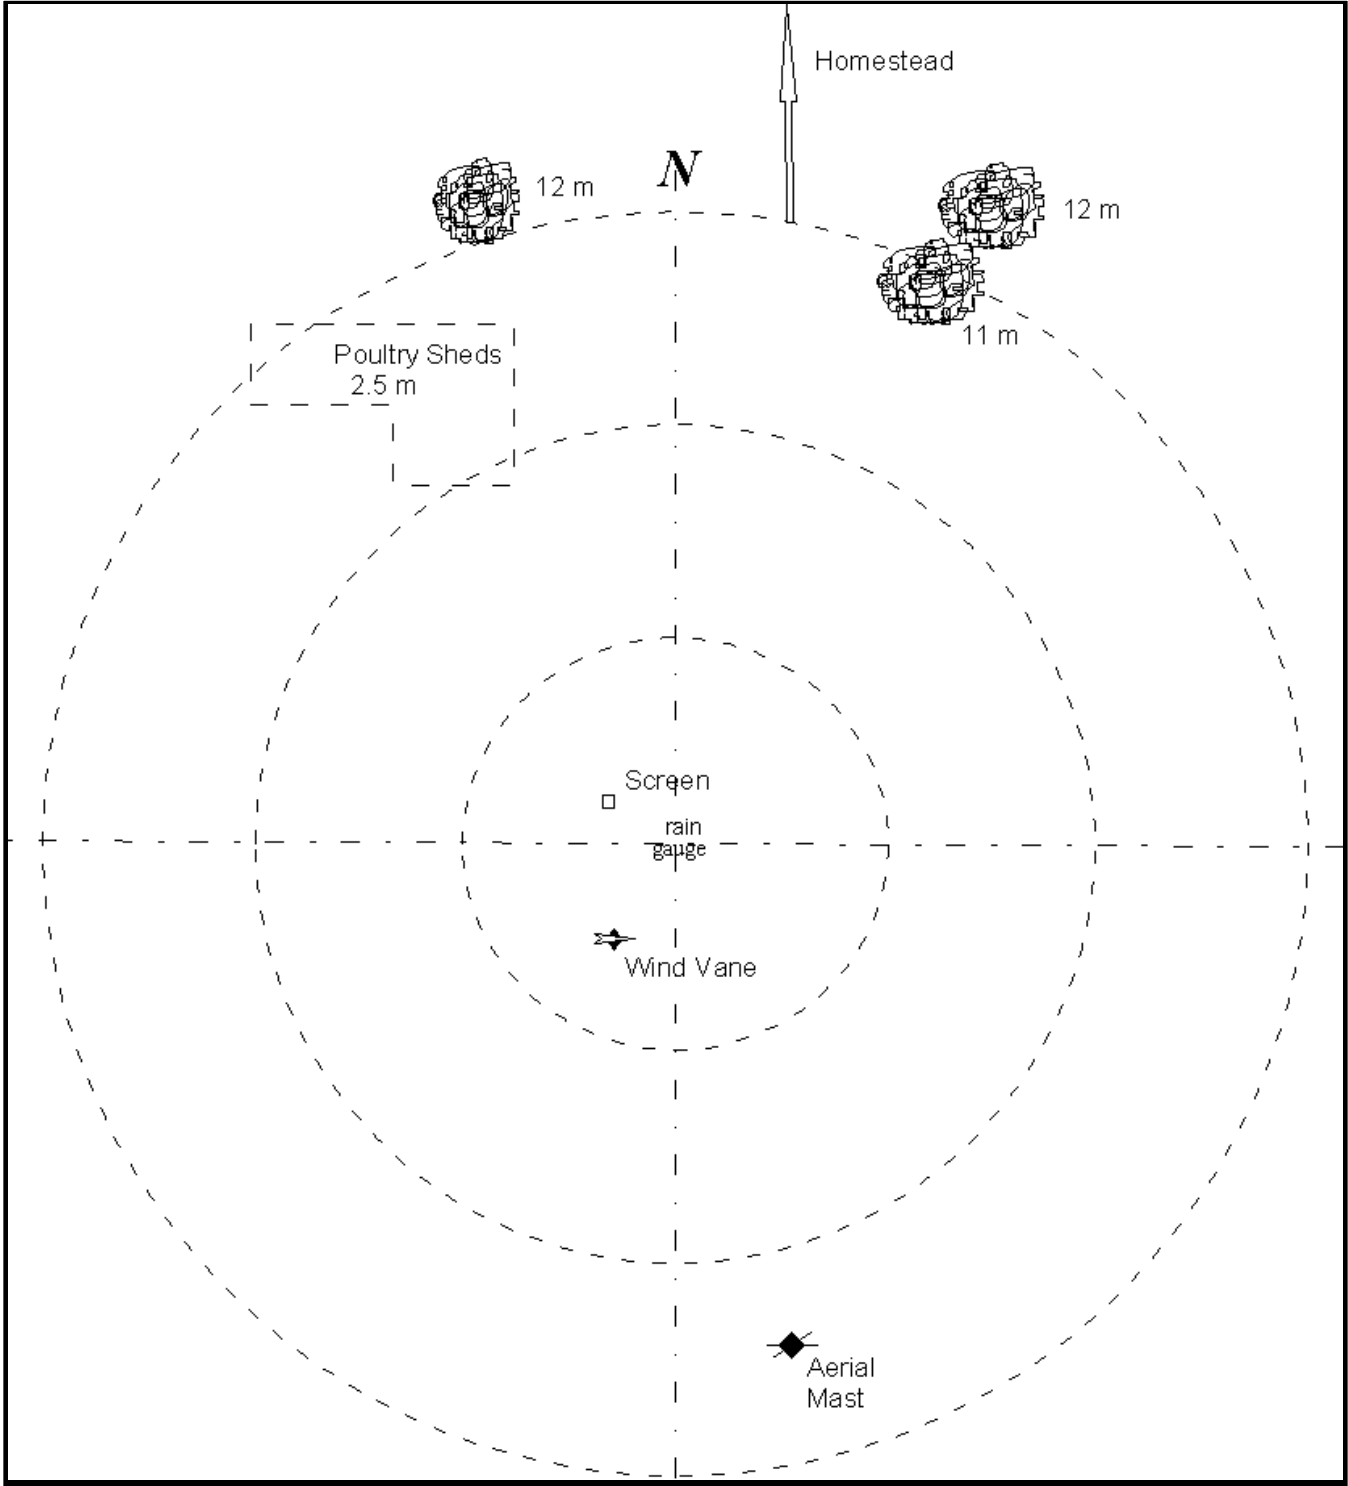 Homestead
N
12 m
12 m
11 m
Poultry Sheds
2.5 m
Screen
rain
gauge
Wind Vane
Aerial
Mast